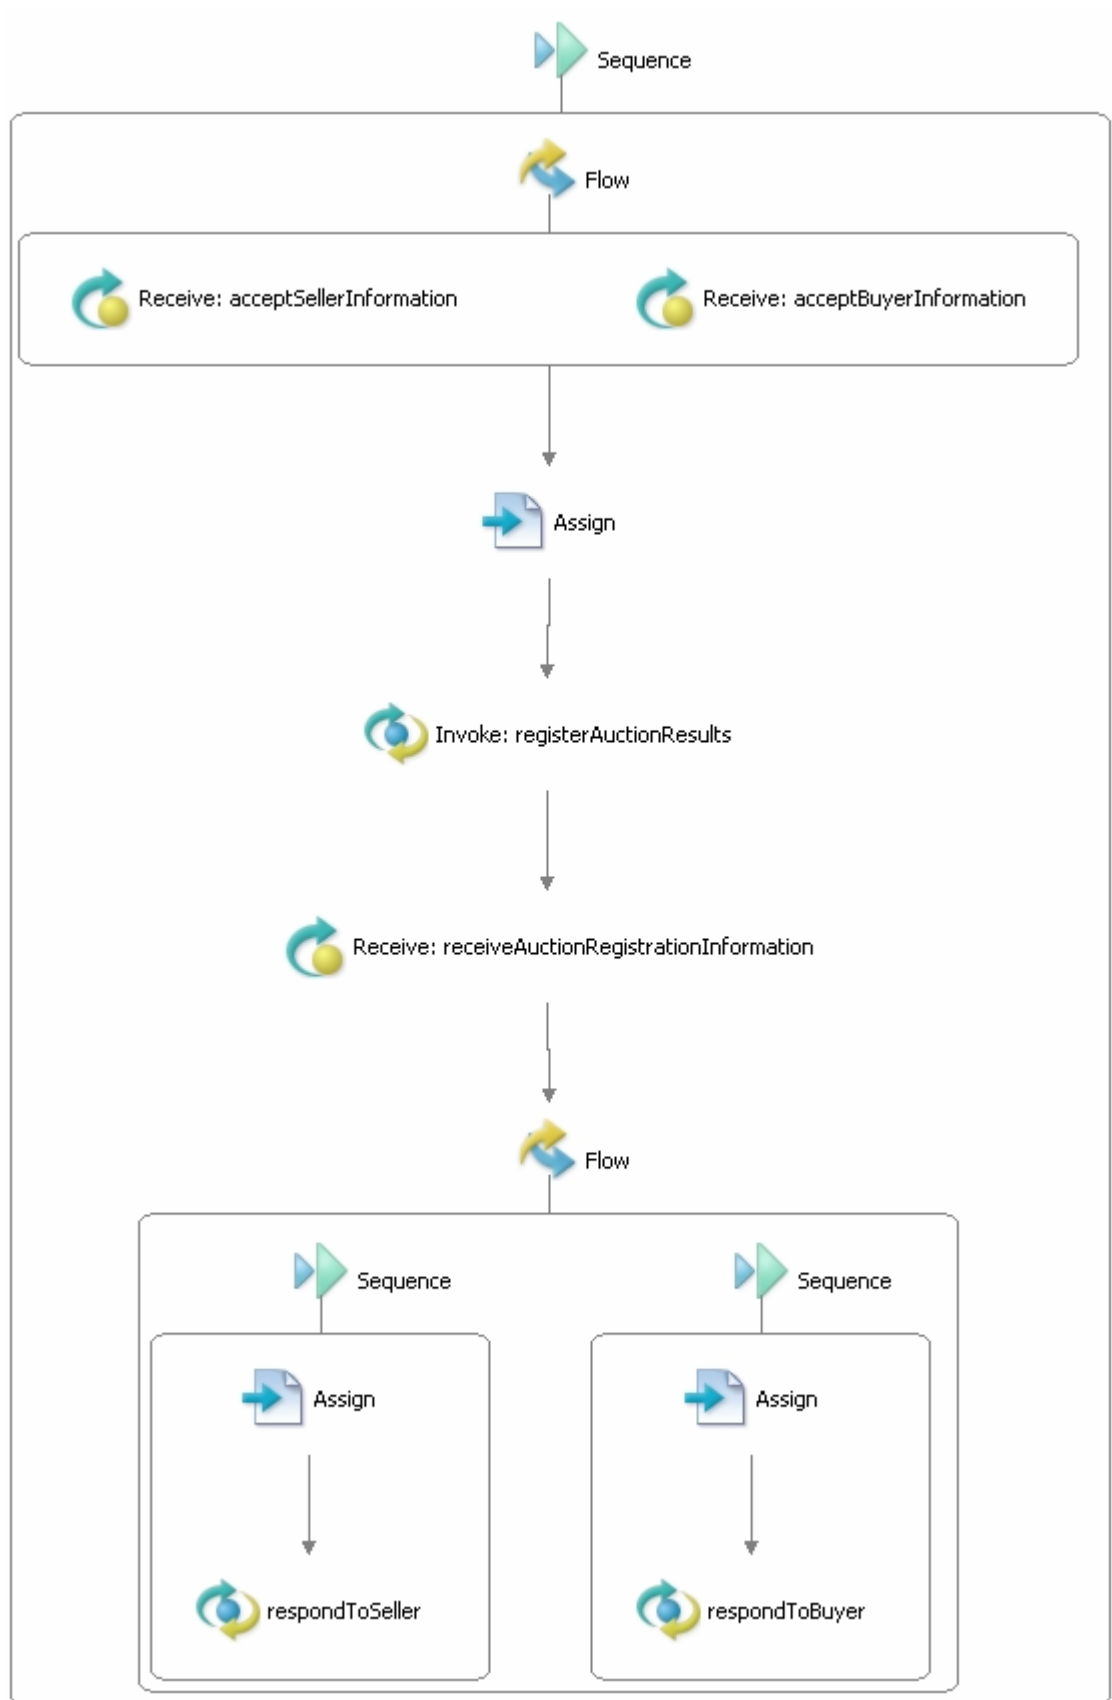 Sequence
Flow
Receive: acceptSellerInformation
Receive: acceptBuyerInformation
Assign
Invoke: registerAuctionResults
Receive: receiveAuctionRegistrationInformation
Flow
Sequence
Sequence
Assign
Assign
respondToSeller
respondToBuyer